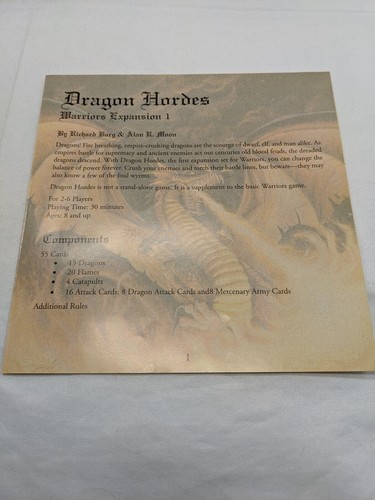 Dragon Hordes
Warriors Expansion 1
By Richard Borg & Alan R. Moon
Dragons! Fire breathing, empire-crushing dragons are the scourge of dwarf, elf, and man alike. As
empires battle for supremacy and ancient enemies act out centuries old blood feuds, the dreaded
dragons descend. With Dragon Hordes, the first expansion set for Warriors, you can change the
balance of power forever. Crush your enemies and torch their battle lines, but beware—they may
also know a few of the foul wyrms.
Dragon Hordes is not a stand-alone game. It is a supplement to the basic Warriors game.
For 2-6 Players
Playing Time: 30 minutes
Ages: 8 and up
Components
55 Cards
• 15 Dragons
• 20 Flames
• 4 Catapults
• 16 Attack Cards: 8 Dragon Attack Cards and8 Mercenary Army Cards
Additional Rules
1